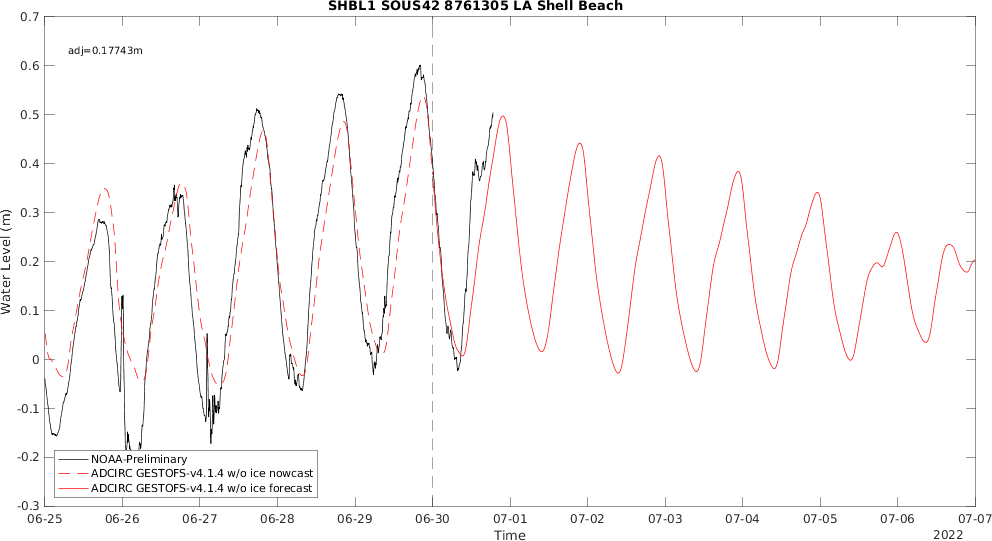 SHBL1 SOUS42 8761305 LA Shell Beach
0.7
adj=0.17743m
0.6
0.5
0.4
0.3
0.2
0.1
0
-0.1
-0.2
-0.3
Water Level (m)
NOAA-Preliminary
ADCIRC GESTOFS-v4.1.4 w/o ice nowcast
ADCIRC GESTOFS-v4.1.4 w/o ice forecast
06-25 06-26 06-27 06-28 06-29 06-30 07-01 07-02 07-03 07-04 07-05 07-06 07-07
Time
2022